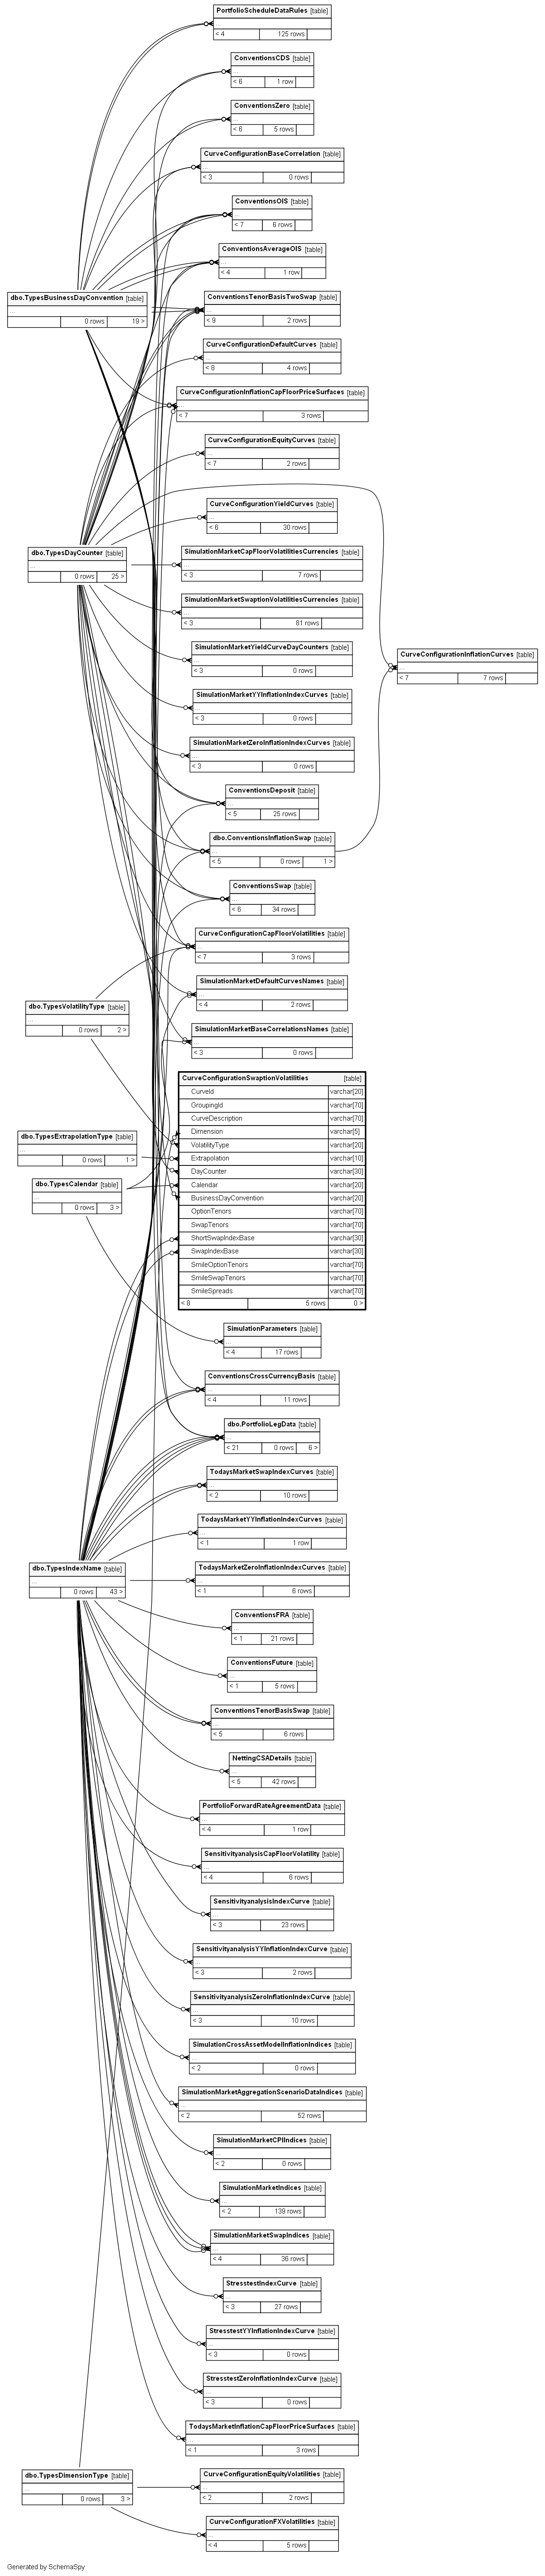 PortfolioScheduleDataRules [table]
...
< 4 125 rows
ConventionsCDS [table]
...
< 6 1 row
ConventionsZero [table]
...
< 6 5 rows
CurveConfigurationBaseCorrelation [table]
...
< 3 0 rows
ConventionsOIS [table]
...
< 7 6 rows
ConventionsAverageOIS [table]
...
< 4 1 row
dbo.TypesBusinessDayConvention [table]
...
0 rows 19 >
ConventionsTenorBasisTwoSwap [table]
...
< 9 2 rows
CurveConfigurationDefaultCurves [table]
...
< 8 4 rows
CurveConfigurationInflationCapFloorPriceSurfaces [table]
...
< 7 3 rows
CurveConfigurationEquityCurves [table]
...
< 7 2 rows
CurveConfigurationYieldCurves [table]
...
< 6 30 rows
dbo.TypesDayCounter [table]
...
0 rows 25 >
SimulationMarketCapFloorVolatilitiesCurrencies [table]
...
< 3 7 rows
SimulationMarketSwaptionVolatilitiesCurrencies [table]
...
< 3 81 rows
SimulationMarketYieldCurveDayCounters [table]
...
< 3 0 rows
CurveConfigurationInflationCurves [table]
...
< 7 7 rows
SimulationMarketYYInflationIndexCurves [table]
...
< 3 0 rows
SimulationMarketZeroInflationIndexCurves [table]
...
< 3 0 rows
ConventionsDeposit [table]
...
< 5 25 rows
dbo.ConventionsInflationSwap [table]
...
< 5 0 rows 1 >
ConventionsSwap [table]
...
< 6 34 rows
CurveConfigurationCapFloorVolatilities [table]
...
< 7 3 rows
SimulationMarketDefaultCurvesNames [table]
...
< 4 2 rows
dbo.TypesVolatilityType [table]
...
0 rows 2 >
SimulationMarketBaseCorrelationsNames [table]
...
< 3 0 rows
CurveConfigurationSwaptionVolatilities [table]
CurveId varchar[20]
GroupingId varchar[70]
CurveDescription varchar[70]
Dimension varchar[5]
VolatilityType varchar[20]
Extrapolation varchar[10]
DayCounter varchar[30]
Calendar varchar[20]
BusinessDayConvention varchar[20]
OptionTenors varchar[70]
SwapTenors varchar[70]
ShortSwapIndexBase varchar[30]
SwapIndexBase varchar[30]
SmileOptionTenors varchar[70]
SmileSwapTenors varchar[70]
SmileSpreads varchar[70]
< 8 5 rows 0 >
dbo.TypesExtrapolationType [table]
...
0 rows 1 >
dbo.TypesCalendar [table]
...
0 rows 3 >
SimulationParameters [table]
...
< 4 17 rows
ConventionsCrossCurrencyBasis [table]
...
< 4 11 rows
dbo.PortfolioLegData [table]
...
< 21 0 rows 6 >
TodaysMarketSwapIndexCurves [table]
...
< 2 10 rows
TodaysMarketYYInflationIndexCurves [table]
...
< 1 1 row
dbo.TypesIndexName [table]
...
0 rows 43 >
TodaysMarketZeroInflationIndexCurves [table]
...
< 1 6 rows
ConventionsFRA [table]
...
< 1 21 rows
ConventionsFuture [table]
...
< 1 5 rows
ConventionsTenorBasisSwap [table]
...
< 5 6 rows
NettingCSADetails [table]
...
< 5 42 rows
PortfolioForwardRateAgreementData [table]
...
< 4 1 row
SensitivityanalysisCapFloorVolatility [table]
...
< 4 6 rows
SensitivityanalysisIndexCurve [table]
...
< 3 23 rows
SensitivityanalysisYYInflationIndexCurve [table]
...
< 3 2 rows
SensitivityanalysisZeroInflationIndexCurve [table]
...
< 3 10 rows
SimulationCrossAssetModelInflationIndices [table]
...
< 2 0 rows
SimulationMarketAggregationScenarioDataIndices [table]
...
< 2 52 rows
SimulationMarketCPIIndices [table]
...
< 2 0 rows
SimulationMarketIndices [table]
...
< 2 139 rows
SimulationMarketSwapIndices [table]
...
< 4 36 rows
StresstestIndexCurve [table]
...
< 3 27 rows
StresstestYYInflationIndexCurve [table]
...
< 3 0 rows
StresstestZeroInflationIndexCurve [table]
...
< 3 0 rows
TodaysMarketInflationCapFloorPriceSurfaces [table]
...
< 1 3 rows
dbo.TypesDimensionType [table]
...
0 rows 3 >
CurveConfigurationEquityVolatilities [table]
...
< 2 2 rows
CurveConfigurationFXVolatilities [table]
...
< 4 5 rows
Generated by SchemaSpy